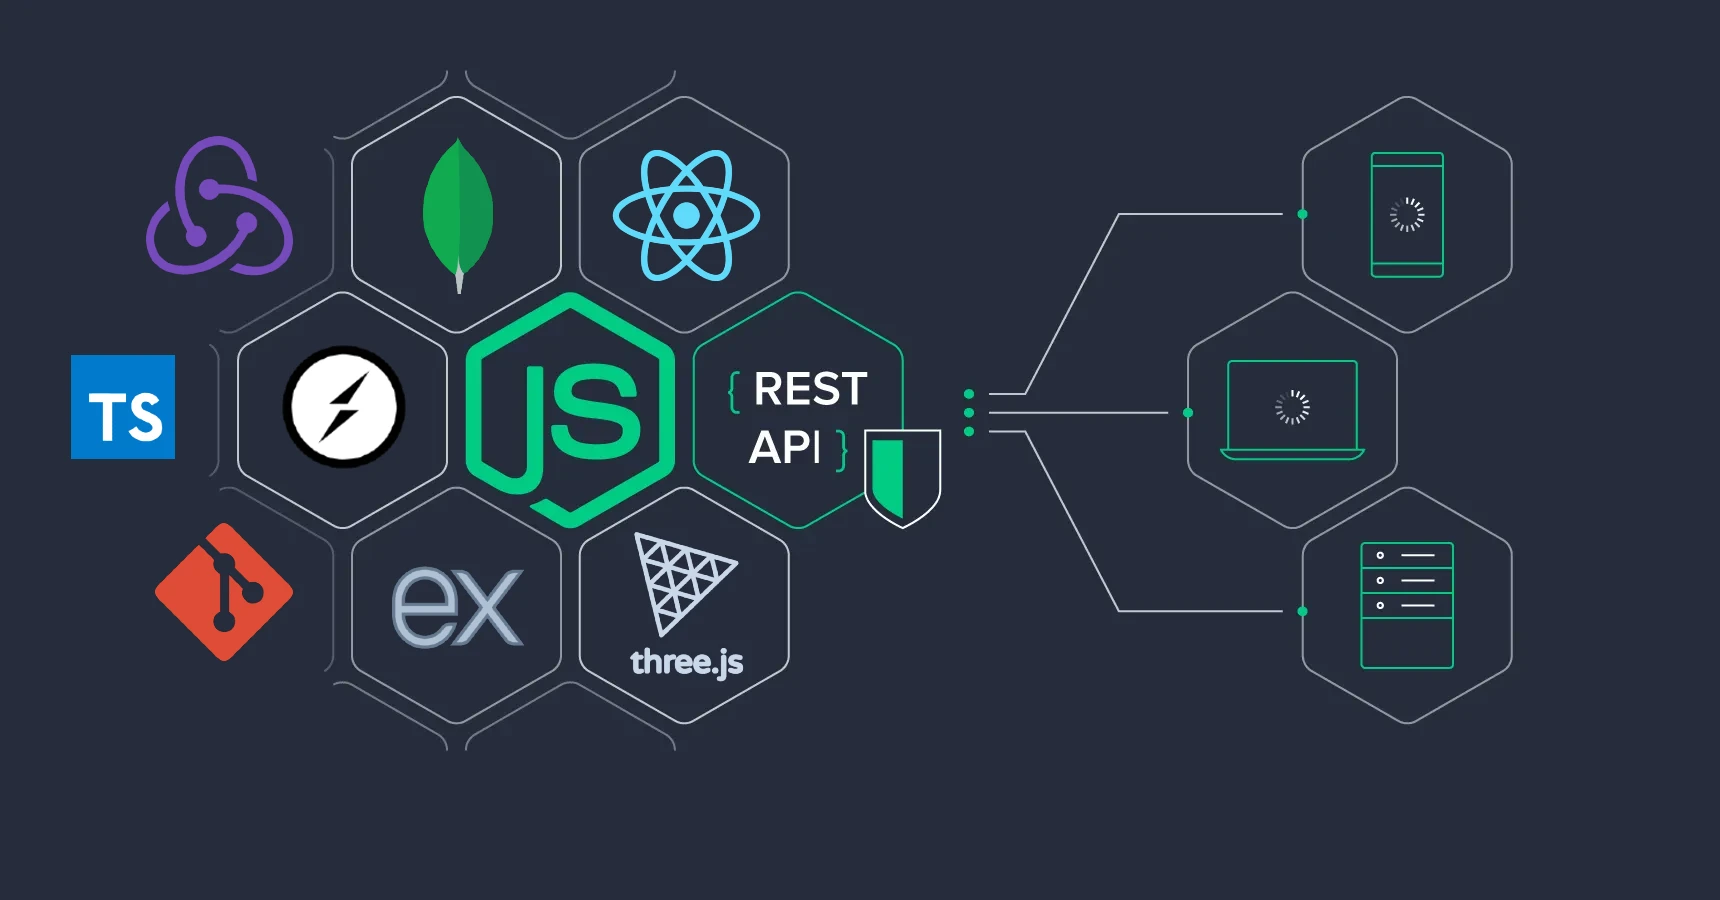 TS
JS
{ REST
API }
ex
three.js